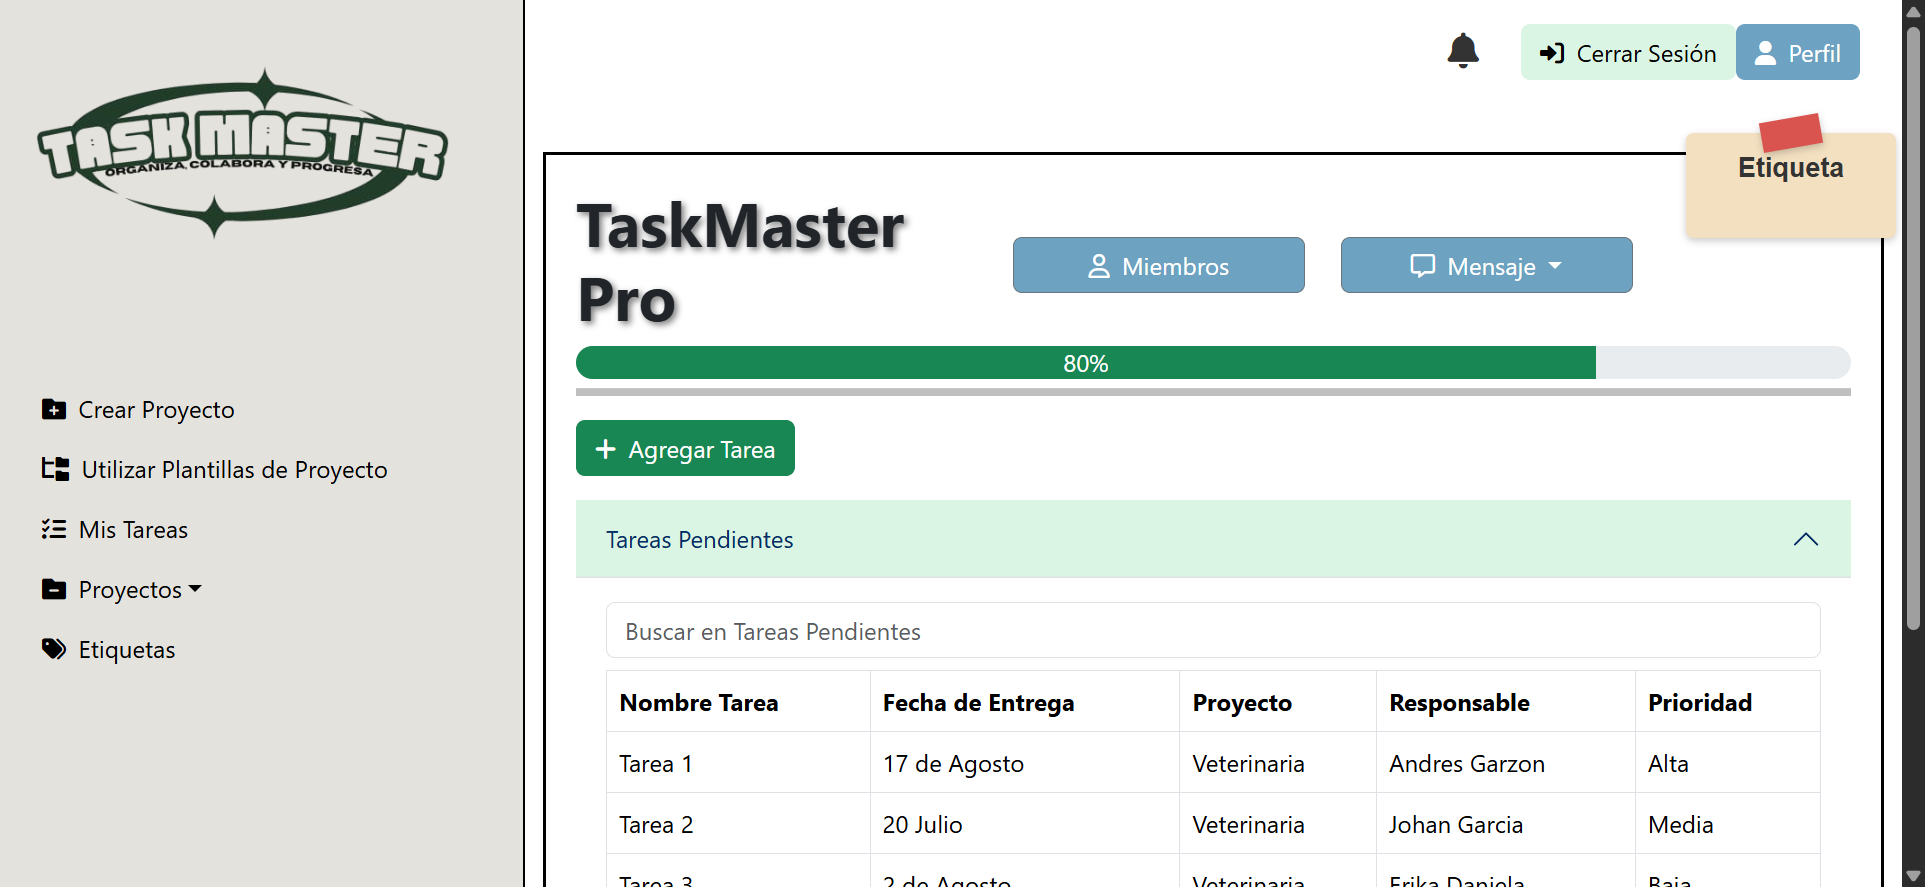 TASK MASTER
ORGANIZA, COLABORA Y PROGRESA
Crear Proyecto
Utilizar Plantillas de Proyecto
Mis Tareas
Proyectos
Etiquetas
Cerrar Sesión
Perfil
Etiqueta
TaskMaster
Pro
Miembros
Mensaje
80%
Agregar Tarea
Tareas Pendientes
Buscar en Tareas Pendientes
Nombre Tarea Fecha de Entrega Proyecto Responsable Prioridad
Tarea 1 17 de Agosto Veterinaria Andres Garzon Alta
Tarea 2 20 Julio Veterinaria Johan Garcia Media
Tarea 3 2 de Agosto Veterinaria Erika Daniela Baja